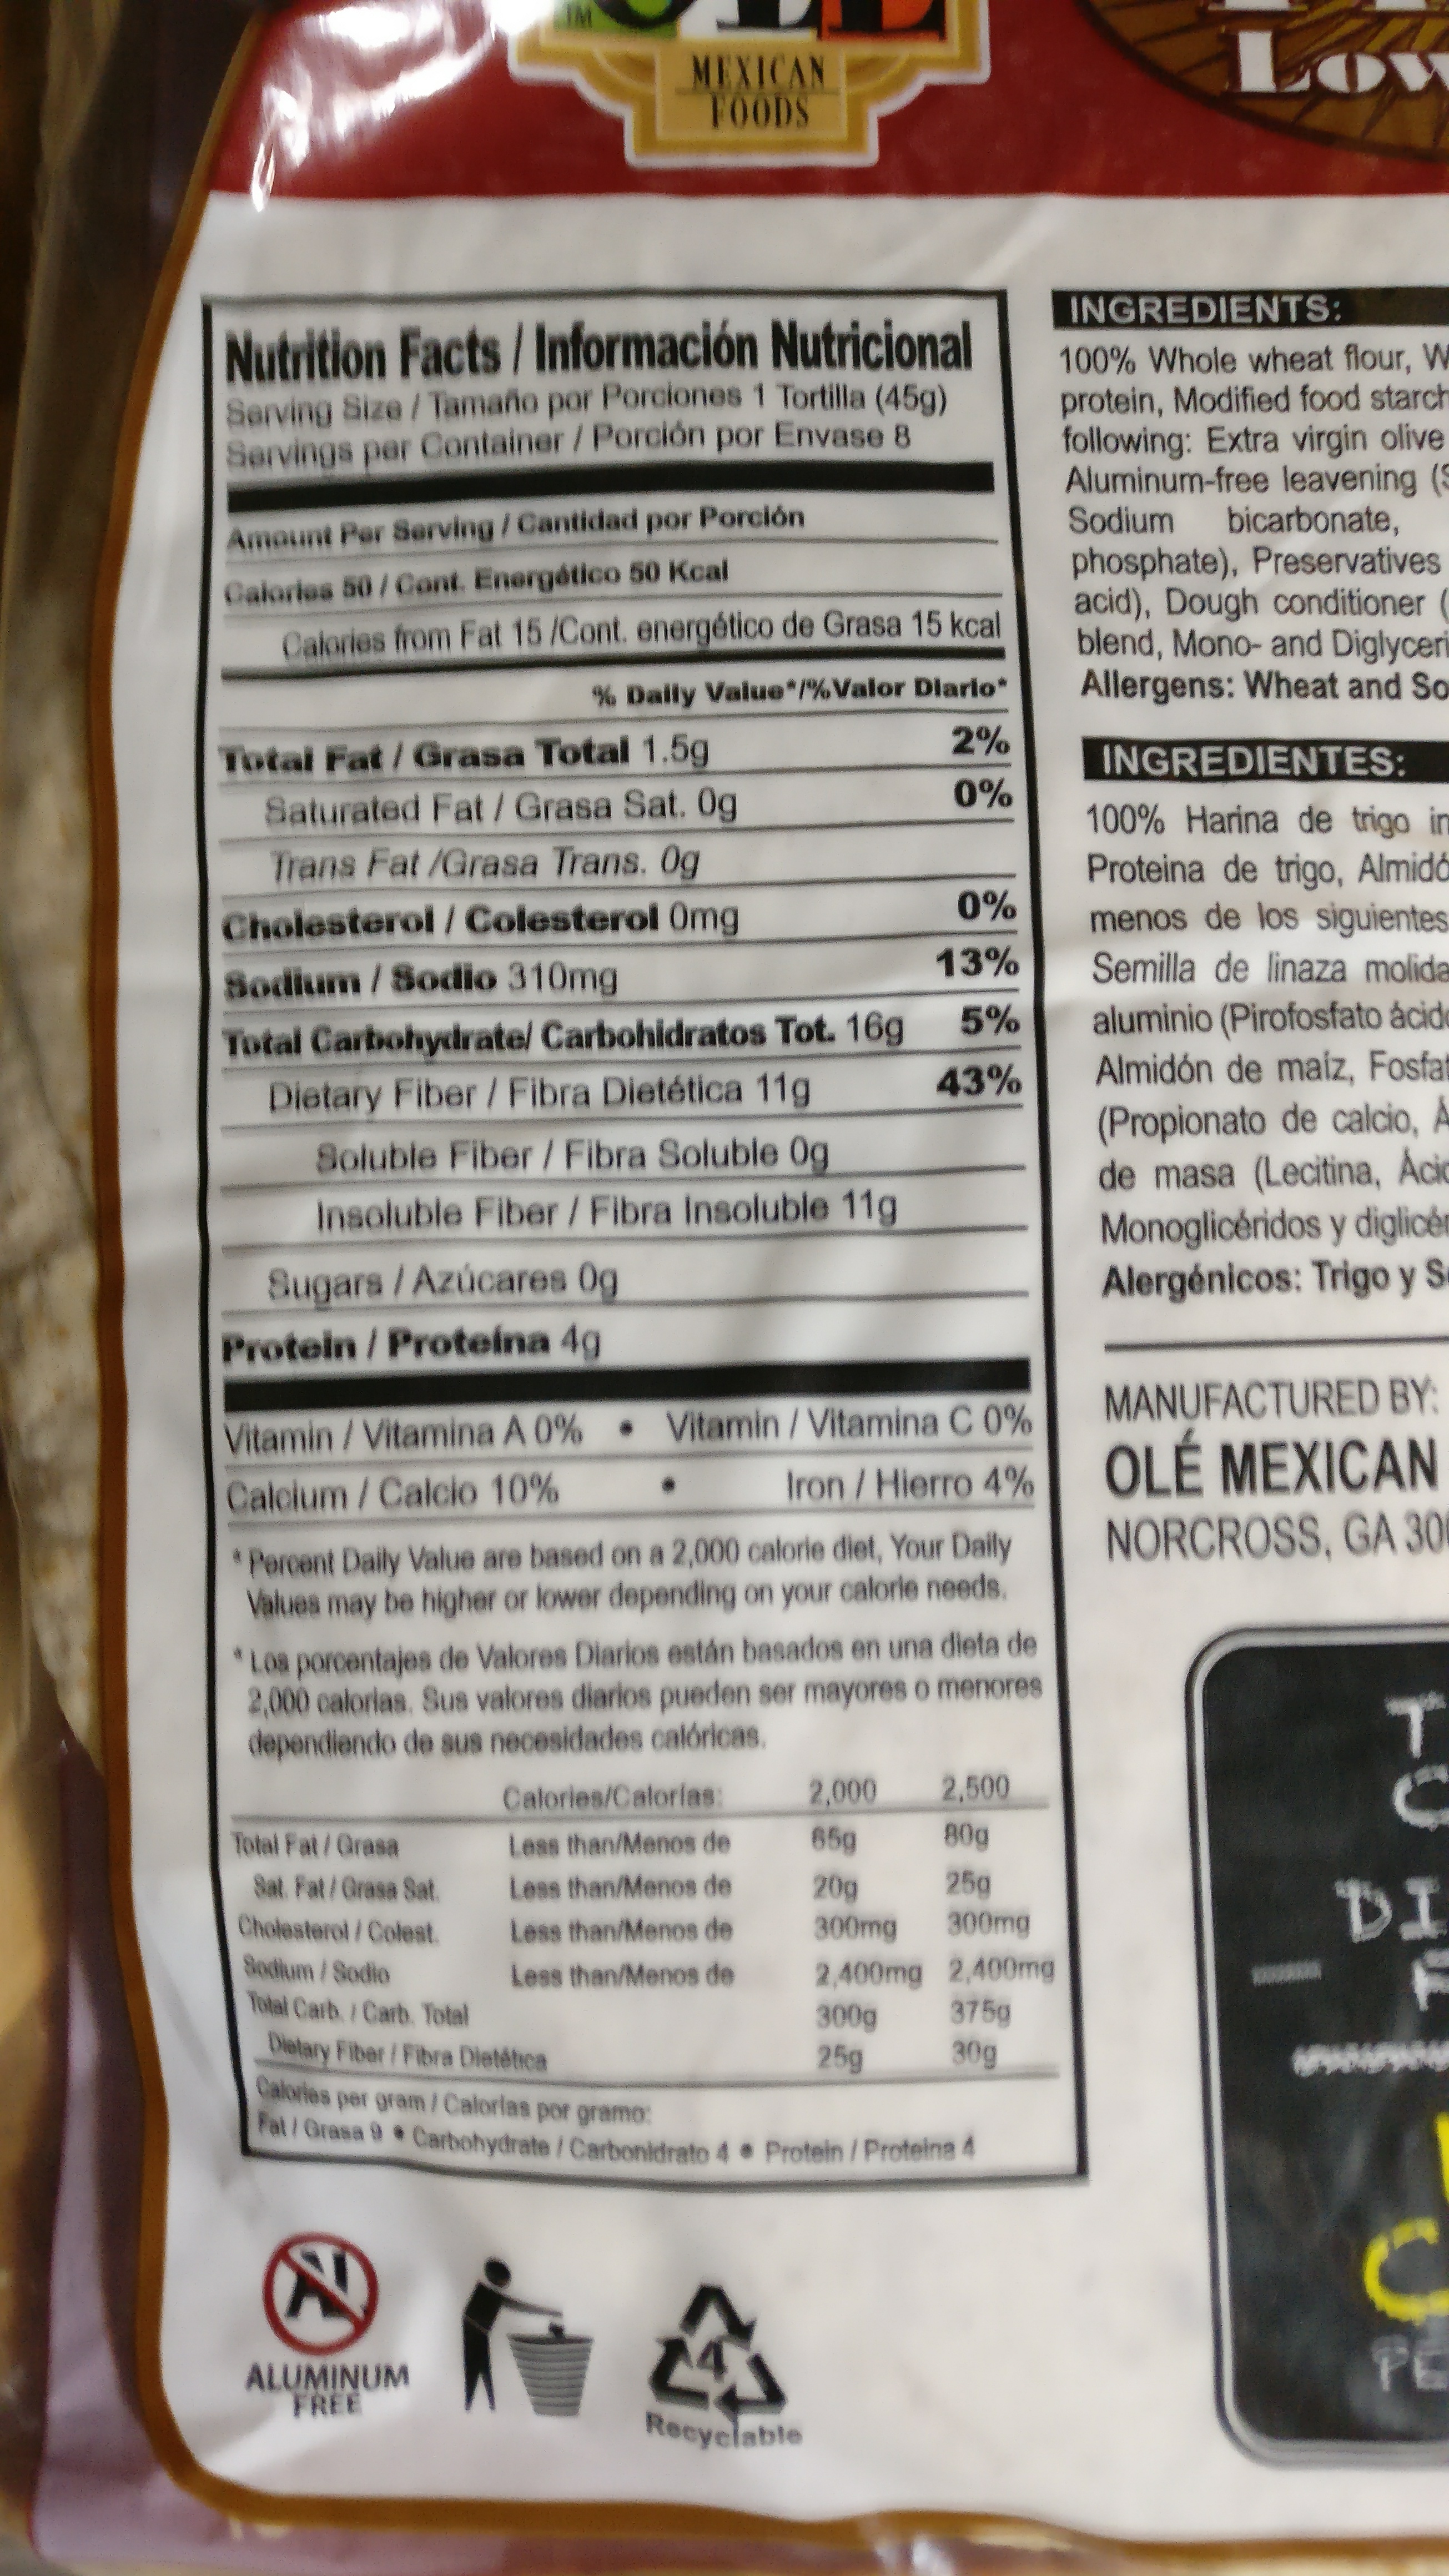 TM
MEXICAN
FOODS
Low
Nutrition Facts / Información Nutricional
Serving Size / Tamaño por Porciones 1 Tortilla (45g)
Servings per Container / Porción por Envase 8
Amount Per Serving / Cantidad por Porción
Calories 50 / Cont. Energético 50 Kcal
Calories from Fat 15 /Cont. energético de Grasa 15 kcal
% Daily Value*/%Valor Diario*
Total Fat / Grasa Total 1.5g 2%
Saturated Fat / Grasa Sat. 0g 0%
Trans Fat /Grasa Trans. 0g
Cholesterol / Colesterol 0mg 0%
Sodium / Sodio 310mg 13%
Total Carbohydrate/ Carbohidratos Tot. 16g 5%
Dietary Fiber / Fibra Dietética 11g 43%
Soluble Fiber / Fibra Soluble 0g
Insoluble Fiber / Fibra Insoluble 11g
Sugars / Azúcares 0g
Protein / Proteína 4g
Vitamin / Vitamina A 0% • Vitamin / Vitamina C 0%
Calcium / Calcio 10% • Iron / Hierro 4%
* Percent Daily Value are based on a 2,000 calorie diet, Your Daily
Values may be higher or lower depending on your calorie needs.
* Los porcentajes de Valores Diarios están basados en una dieta de
2,000 calorías. Sus valores diarios pueden ser mayores o menores
dependiendo de sus necesidades calóricas.
Calories/Calorías: 2,000 2,500
Total Fat / Grasa Less than/Menos de 65g 80g
Sat. Fat / Grasa Sat. Less than/Menos de 20g 25g
Cholesterol / Colest. Less than/Menos de 300mg 300mg
Sodium / Sodio Less than/Menos de 2,400mg 2,400mg
Total Carb. / Carb. Total 300g 375g
Dietary Fiber / Fibra Dietética 25g 30g
Calories per gram / Calorías por gramo:
Fat / Grasa 9 • Carbohydrate / Carbonidrato 4 • Protein / Proteína 4
Al
ALUMINUM
FREE
4
Recyclable
INGREDIENTS:
100% Whole wheat flour, W
protein, Modified food starch
following: Extra virgin olive
Aluminum-free leavening (S
Sodium bicarbonate,
phosphate), Preservatives
acid), Dough conditioner (
blend, Mono- and Diglyceri
Allergens: Wheat and So
INGREDIENTES:
100% Harina de trigo in
Proteina de trigo, Almidó
menos de los siguientes
Semilla de linaza molida
aluminio (Pirofosfato ácido
Almidón de maíz, Fosfat
(Propionato de calcio, Á
de masa (Lecitina, Ácid
Monoglicéridos y diglicér
Alergénicos: Trigo y So
MANUFACTURED BY:
OLÉ MEXICAN
NORCROSS, GA 300
T
C
DI
F
C
PE